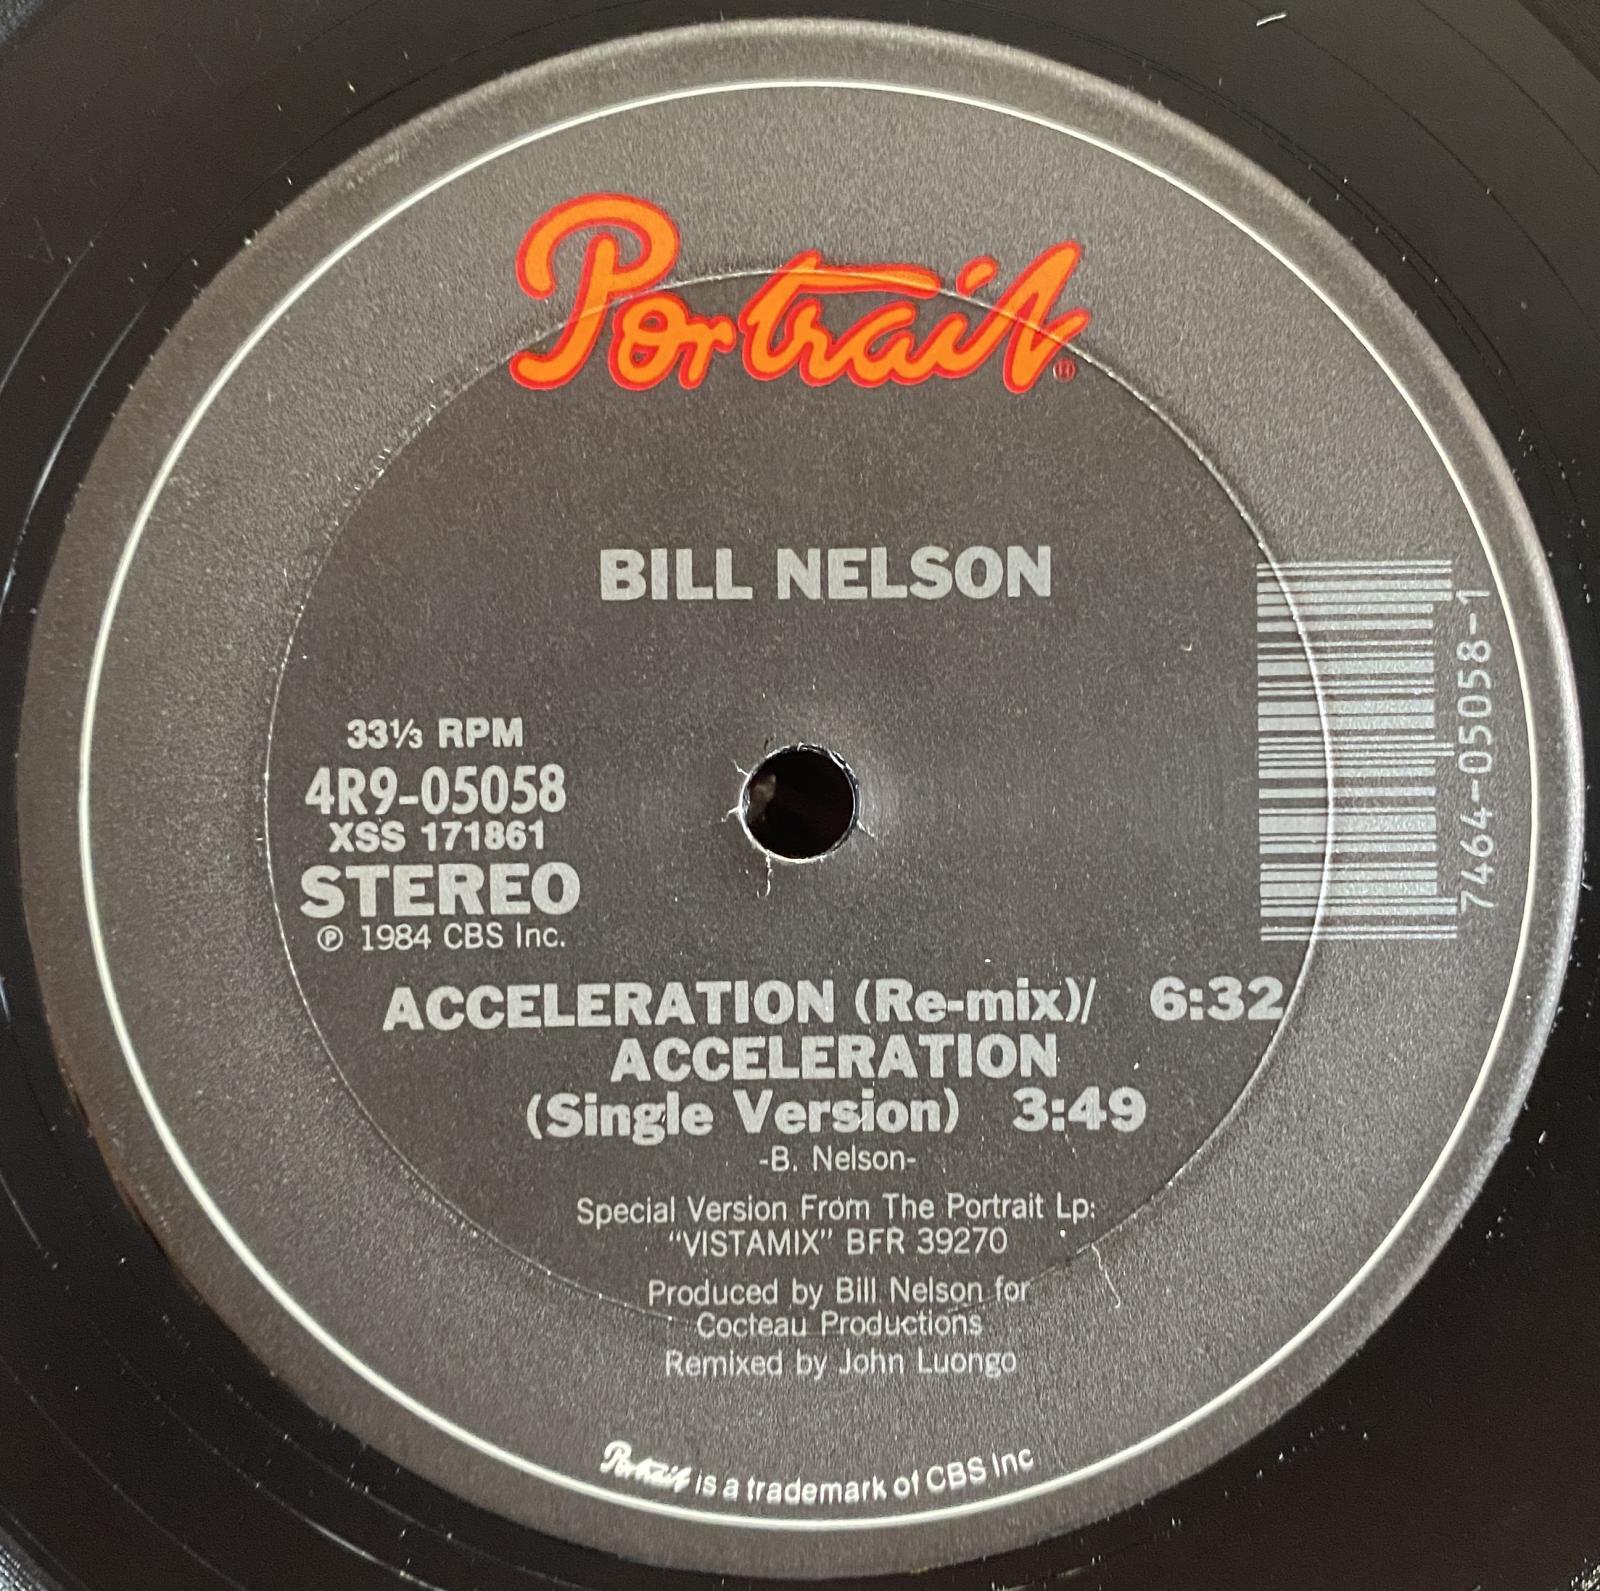 Portrait®
BILL NELSON
33⅓ RPM
4R9-05058
XSS 171861
STEREO
℗ 1984 CBS Inc.
7464-05058-1
ACCELERATION (Re-mix)/ 6:32
ACCELERATION
(Single Version) 3:49
-B. Nelson-
Special Version From The Portrait Lp:
"VISTAMIX" BFR 39270
Produced by Bill Nelson for
Cocteau Productions
Remixed by John Luongo
Portrait is a trademark of CBS Inc